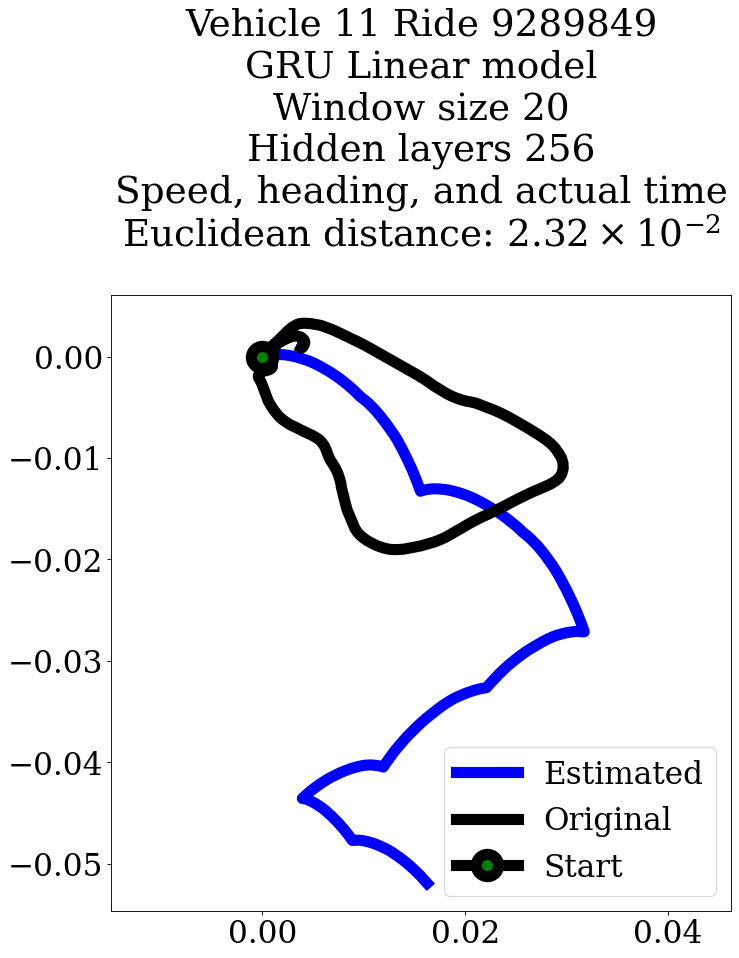 Vehicle 11 Ride 9289849
GRU Linear model
Window size 20
Hidden layers 256
Speed, heading, and actual time
Euclidean distance: 2.32 × 10⁻²
0.00
−0.01
−0.02
−0.03
−0.04
−0.05
Estimated
Original
Start
0.00 0.02 0.04